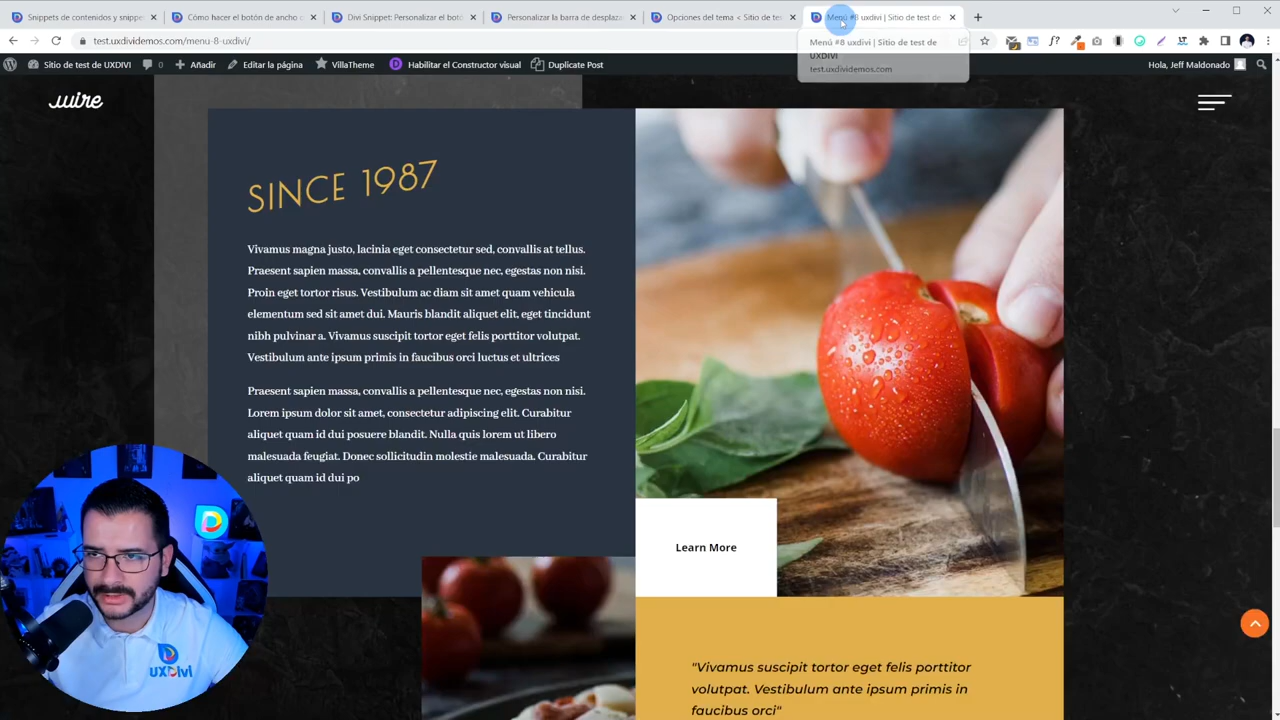 Snippets de contenidos y snippe
Cómo hacer el botón de ancho c
Divi Snippet: Personalizar el bot
Personalizar la barra de desplaza
Opciones del tema < Sitio de tes
Menú #8 uxdivi | Sitio de test de
test.uxdividemos.com/menu-8-uxdivi/
Menú #8 uxdivi | Sitio de test de
UXDIVI
test.uxdividemos.com
Sitio de test de UXDIVI
0
Añadir
Editar la página
VillaTheme
Habilitar el Constructor visual
Duplicate Post
Hola, Jeff Maldonado
SINCE 1987
Vivamus magna justo, lacinia eget consectetur sed, convallis at tellus.
Praesent sapien massa, convallis a pellentesque nec, egestas non nisi.
Proin eget tortor risus. Vestibulum ac diam sit amet quam vehicula
elementum sed sit amet dui. Mauris blandit aliquet elit, eget tincidunt
nibh pulvinar a. Vivamus suscipit tortor eget felis porttitor volutpat.
Vestibulum ante ipsum primis in faucibus orci luctus et ultrices
Praesent sapien massa, convallis a pellentesque nec, egestas non nisi.
Lorem ipsum dolor sit amet, consectetur adipiscing elit. Curabitur
aliquet quam id dui posuere blandit. Nulla quis lorem ut libero
malesuada feugiat. Donec sollicitudin molestie malesuada. Curabitur
aliquet quam id dui po
Learn More
"Vivamus suscipit tortor eget felis porttitor
volutpat. Vestibulum ante ipsum primis in
faucibus orci"
UXDIVI